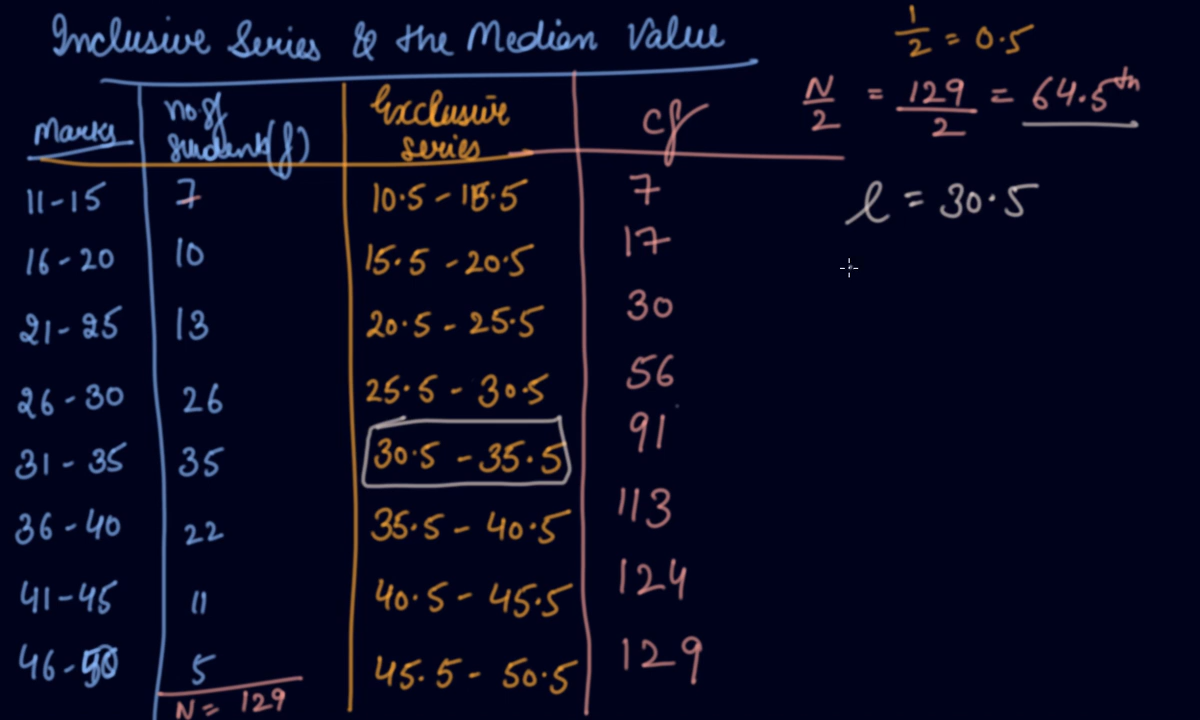 Inclusive Series & the Median Value
1/2 = 0.5
N/2 = 129/2 = 64.5th
l = 30.5
Marks no. of student(f) Exclusive series cf
11-15 7 10.5 - 15.5 7
16-20 10 15.5 - 20.5 17
21-25 13 20.5 - 25.5 30
26-30 26 25.5 - 30.5 56
31-35 35 30.5 - 35.5 91
36-40 22 35.5 - 40.5 113
41-45 11 40.5 - 45.5 124
46-50 5 45.5 - 50.5 129
N = 129